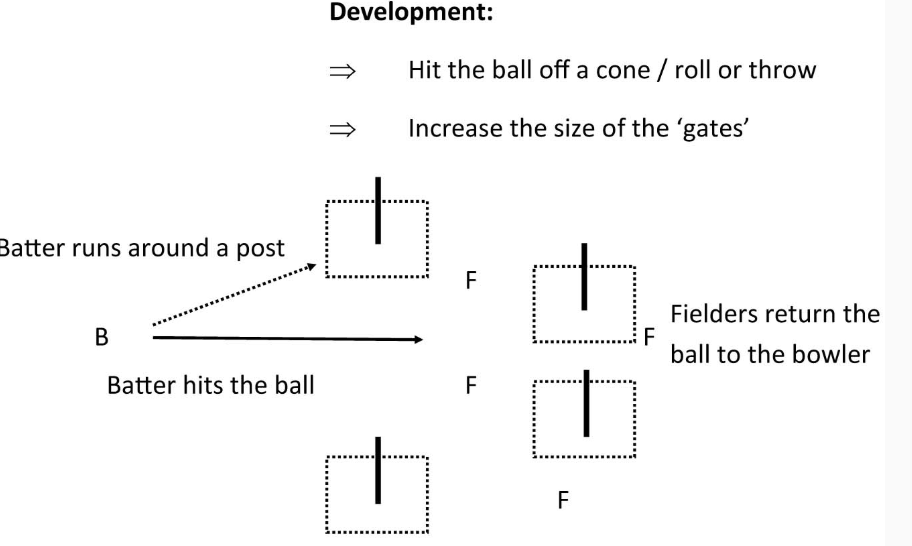 Development:
⇒ Hit the ball off a cone / roll or throw
⇒ Increase the size of the ‘gates’
Batter runs around a post
F
Fielders return the
B
F
ball to the bowler
Batter hits the ball
F
F